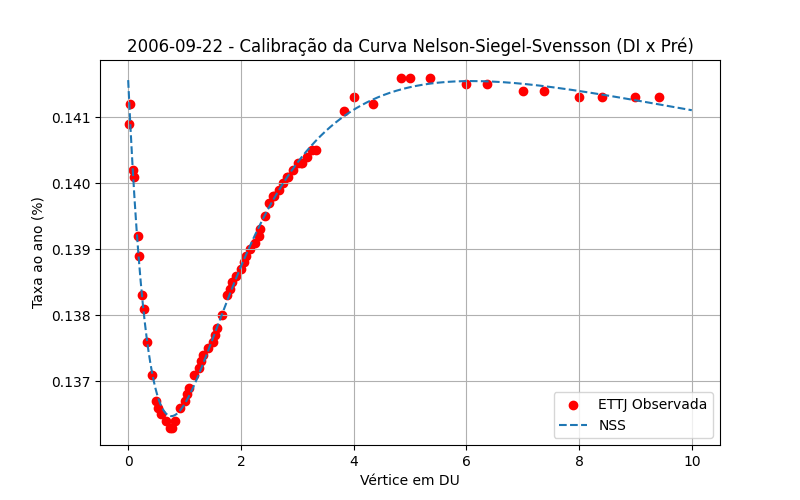 2006-09-22 - Calibração da Curva Nelson-Siegel-Svensson (DI x Pré)
Taxa ao ano (%)
0.141
0.140
0.139
0.138
0.137
ETTJ Observada
NSS
0
2
4
6
8
10
Vértice em DU